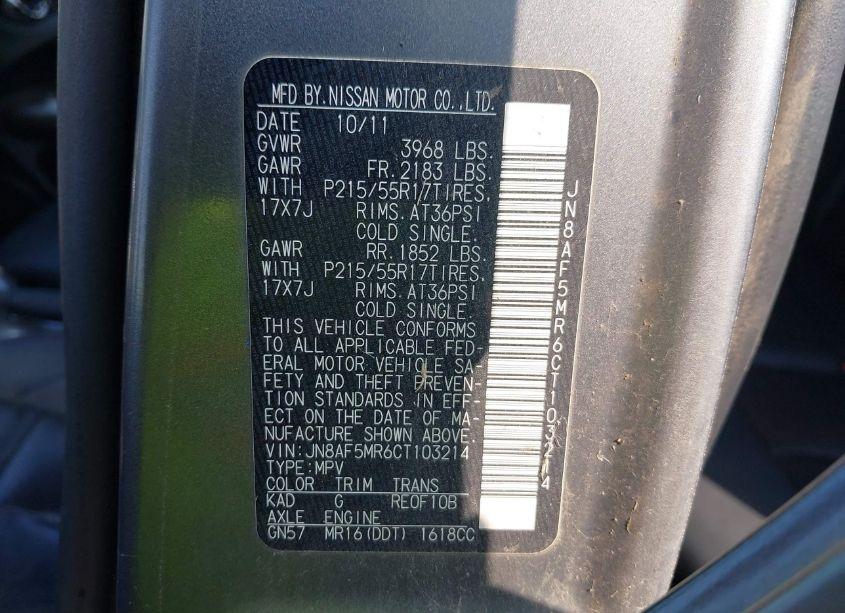 MFD BY.NISSAN MOTOR CO.,LTD.
DATE 10/11
GVWR 3968 LBS.
GAWR FR.2183 LBS.
WITH P215/55R17TIRES.
17X7J RIMS.AT36PSI
COLD SINGLE.
GAWR RR.1852 LBS.
WITH P215/55R17TIRES.
17X7J RIMS.AT36PSI
COLD SINGLE.
THIS VEHICLE CONFORMS
TO ALL APPLICABLE FED-
ERAL MOTOR VEHICLE SA-
FETY AND THEFT PREVEN-
TION STANDARDS IN EFF-
ECT ON THE DATE OF MA-
NUFACTURE SHOWN ABOVE.
VIN:JN8AF5MR6CT103214
TYPE:MPV
COLOR TRIM TRANS
KAD G RE0F10B
AXLE ENGINE
GN57 MR16(DDT) 1618CC
JN8AF5MR6CT103214